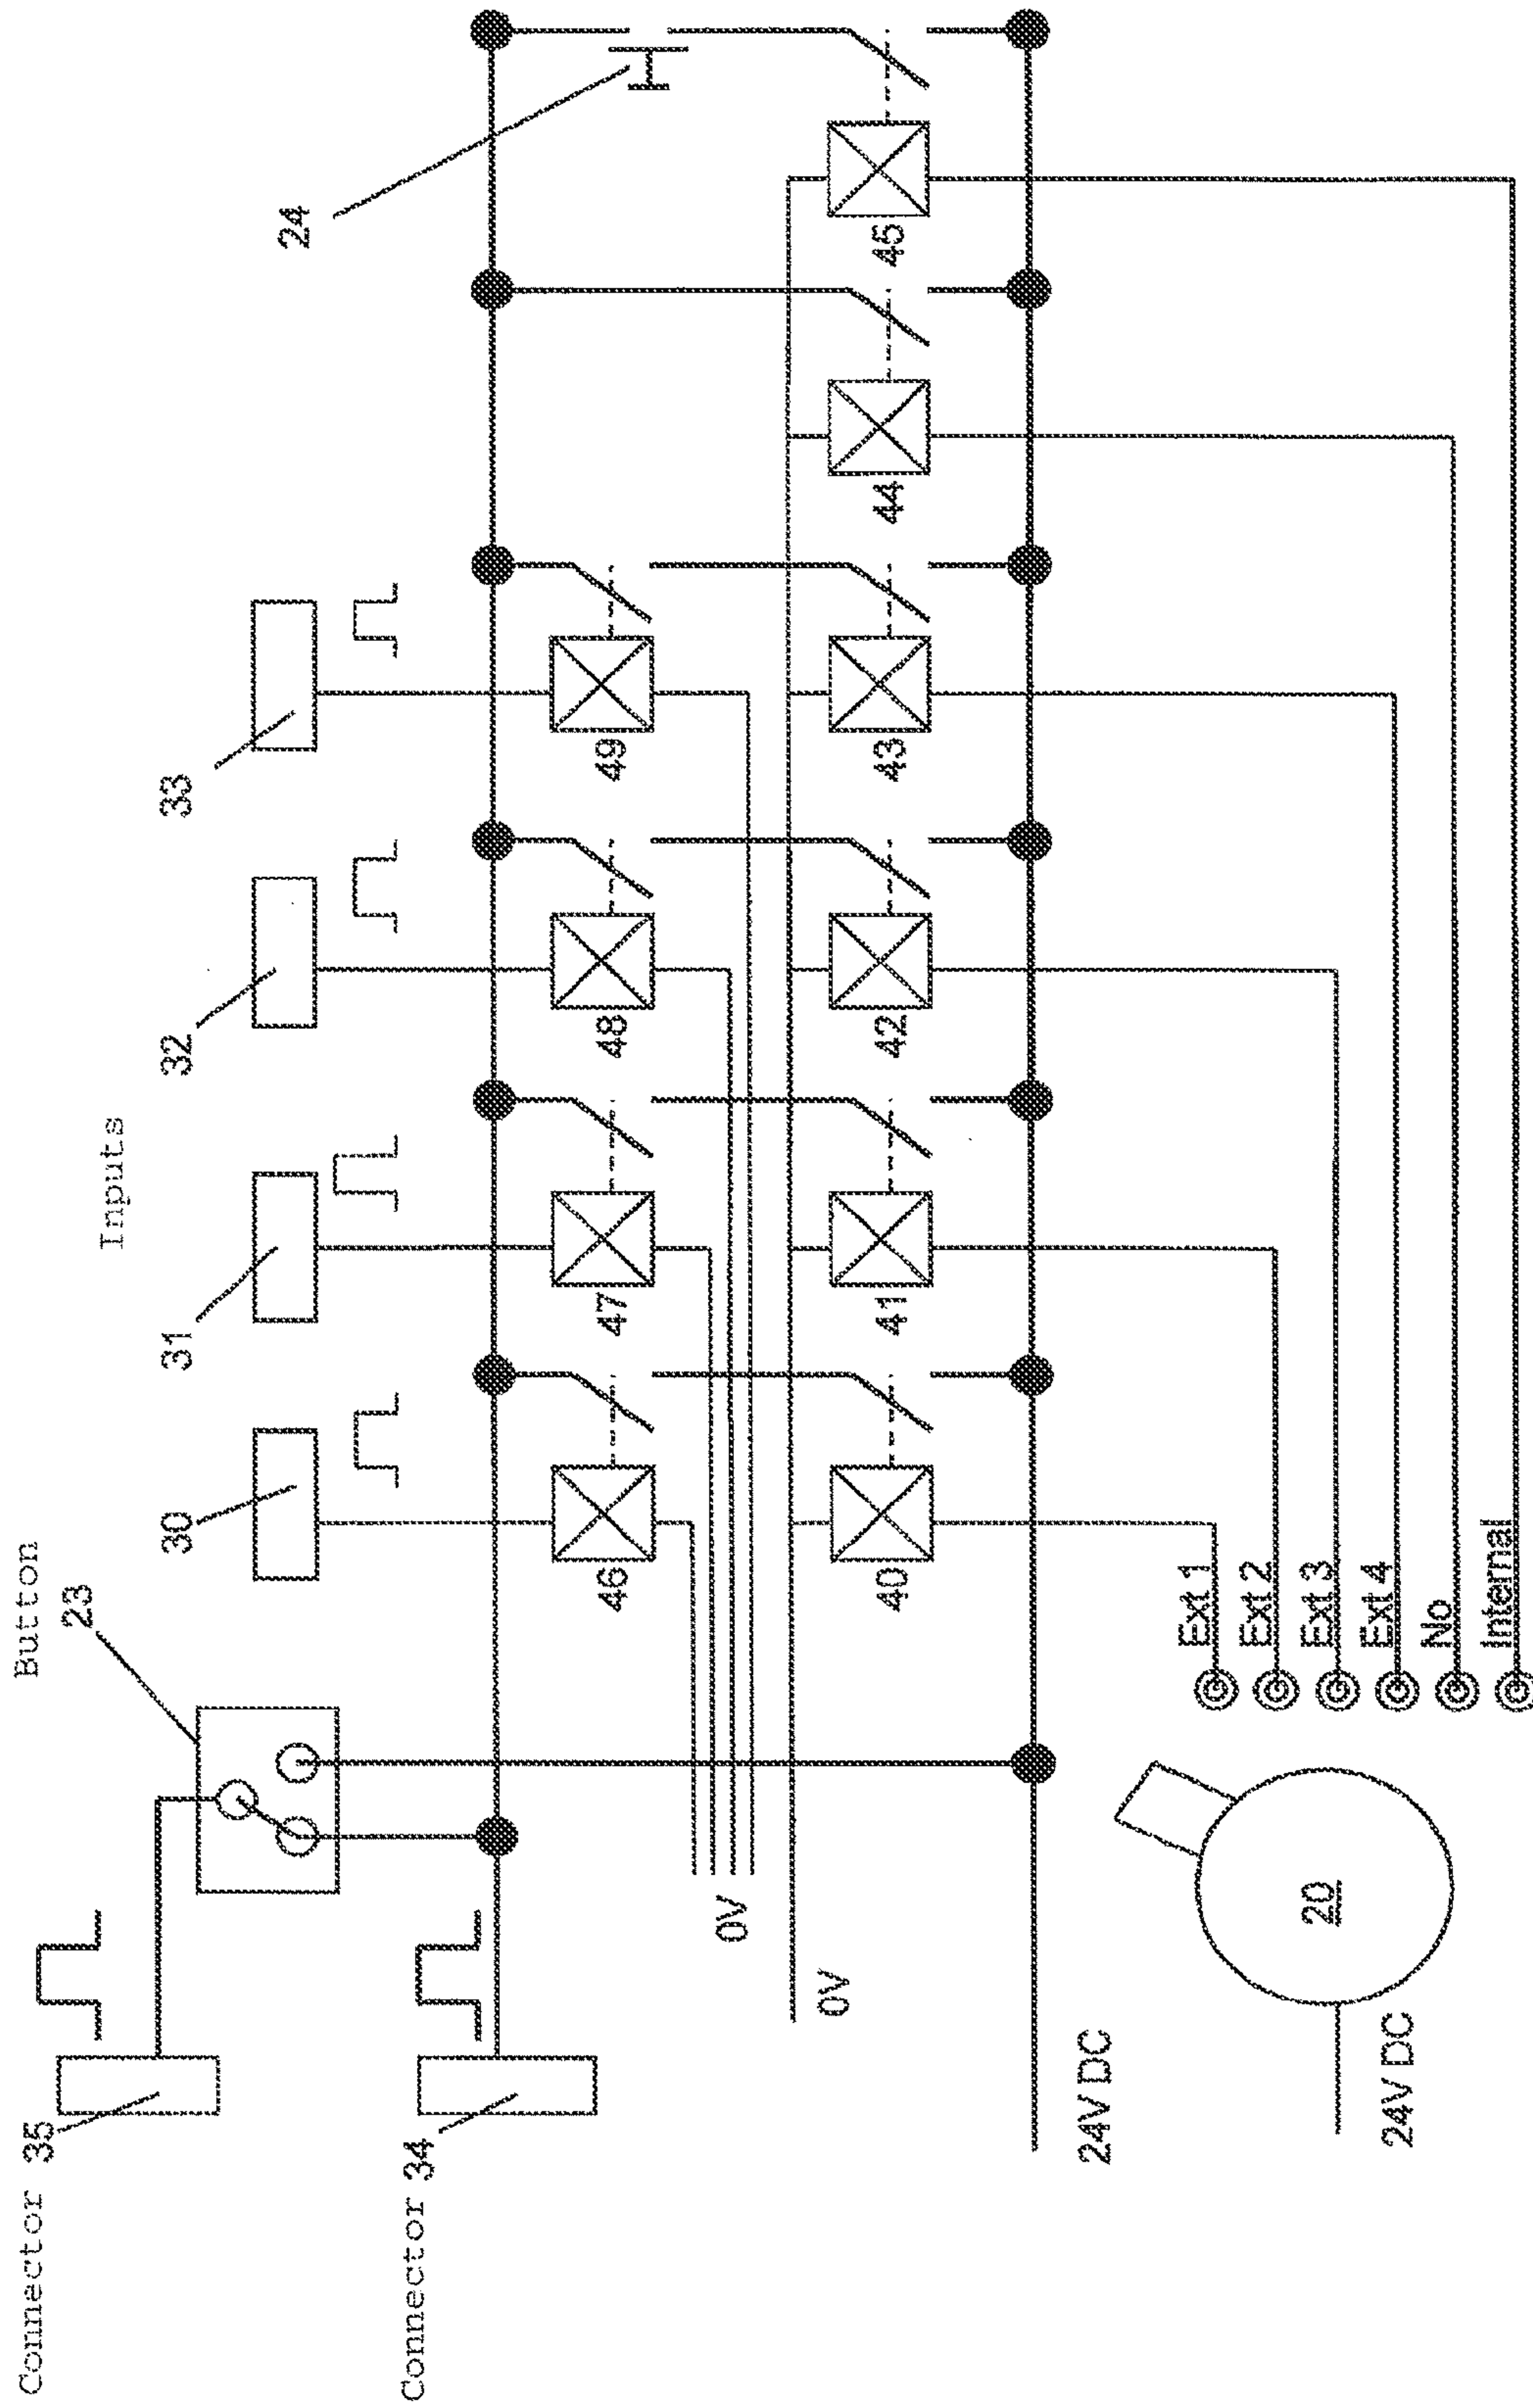 Connector 35
Button
23
Inputs
30
31
32
33
24
Connector 34
46
47
48
49
0V
40
41
42
43
44
45
0V
24V DC
Ext 1
Ext 2
Ext 3
Ext 4
No
Internal
20
24V DC